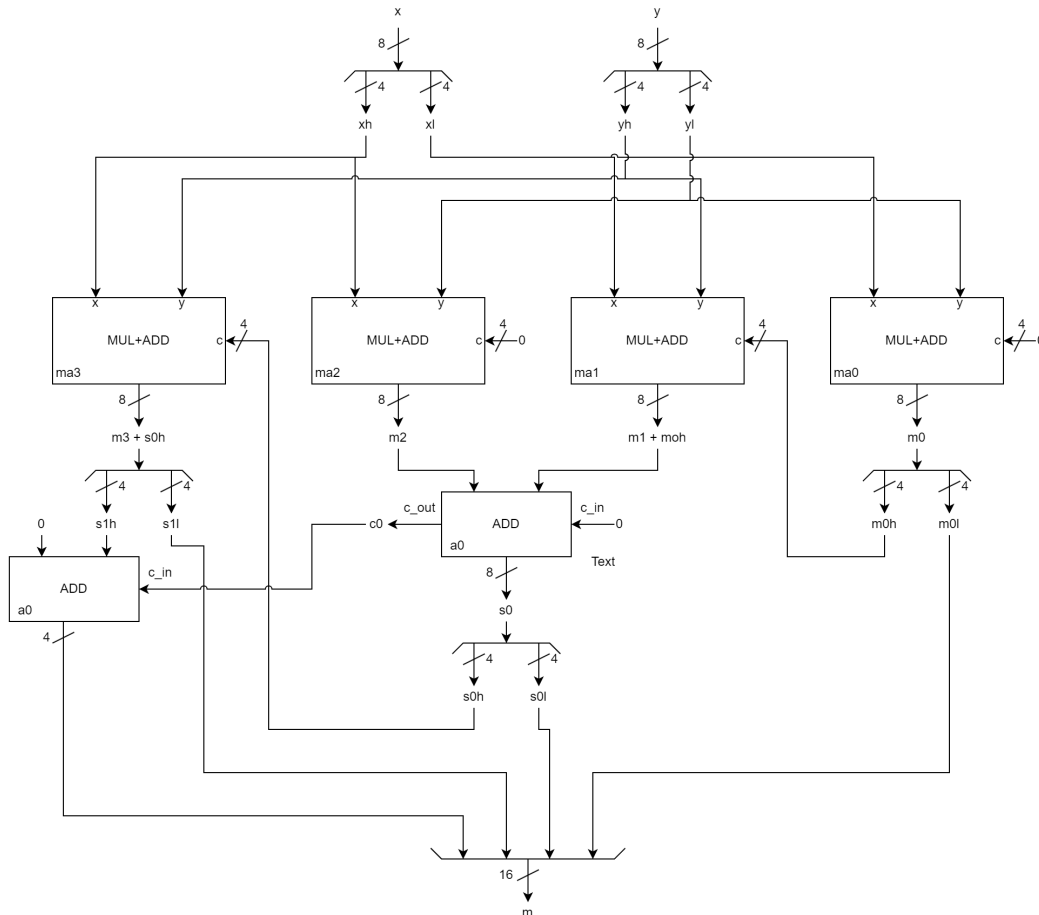 x y
8 8
4 4 4 4
xh xl yh yl
x y x y x y x y
4 4 4 4
MUL+ADD c MUL+ADD c 0 MUL+ADD c MUL+ADD c 0
ma3 ma2 ma1 ma0
8 8 8 8
m3 + s0h m2 m1 + moh m0
4 4 4 4
c_out c_in
0 s1h s1l c0 ADD 0 m0h m0l
a0
Text
c_in 8
ADD
a0 s0
4
4 4
s0h s0l
16
m